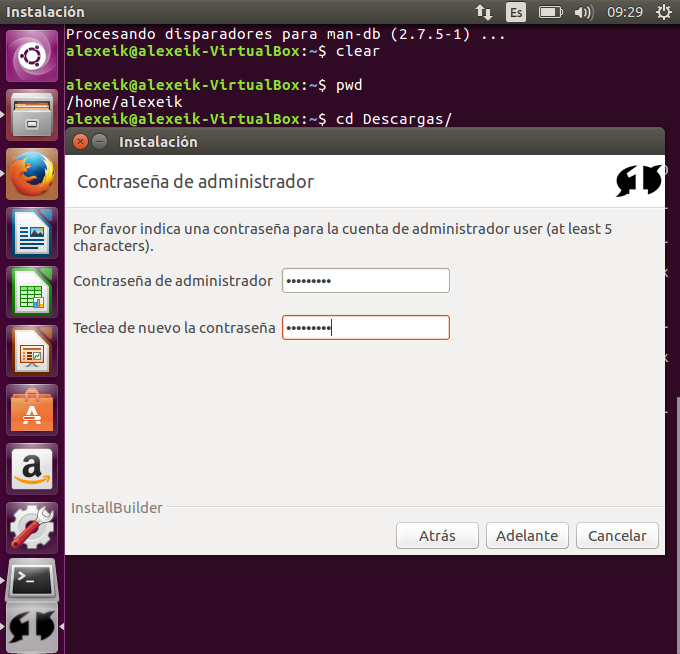 Instalación
Es
09:29
Procesando disparadores para man-db (2.7.5-1) ...
alexeik@alexeik-VirtualBox:~$ clear
alexeik@alexeik-VirtualBox:~$ pwd
/home/alexeik
alexeik@alexeik-VirtualBox:~$ cd Descargas/
Instalación
Contraseña de administrador
Por favor indica una contraseña para la cuenta de administrador user (at least 5
characters).
Contraseña de administrador •••••••••
Teclea de nuevo la contraseña •••••••••
InstallBuilder
Atrás
Adelante
Cancelar